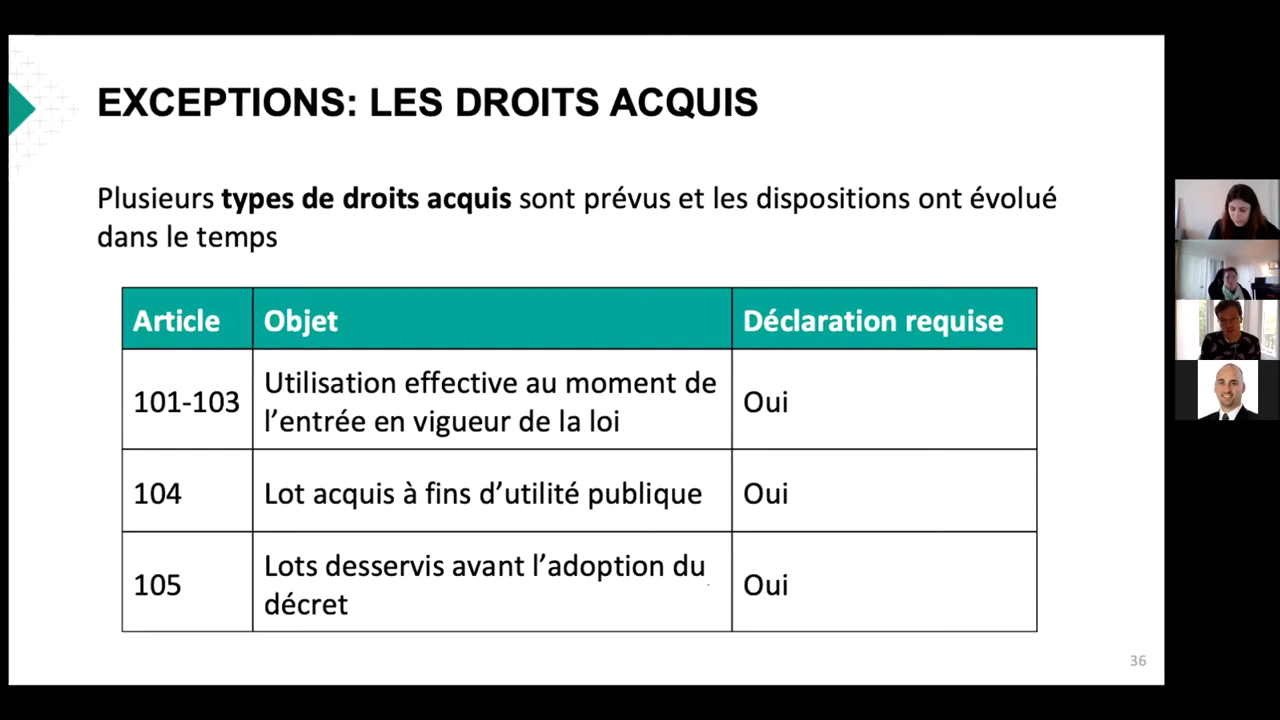 EXCEPTIONS: LES DROITS ACQUIS
Plusieurs types de droits acquis sont prévus et les dispositions ont évolué
dans le temps
Article Objet Déclaration requise
101-103 Utilisation effective au moment de l’entrée en vigueur de la loi Oui
104 Lot acquis à fins d’utilité publique Oui
105 Lots desservis avant l’adoption du décret Oui
36